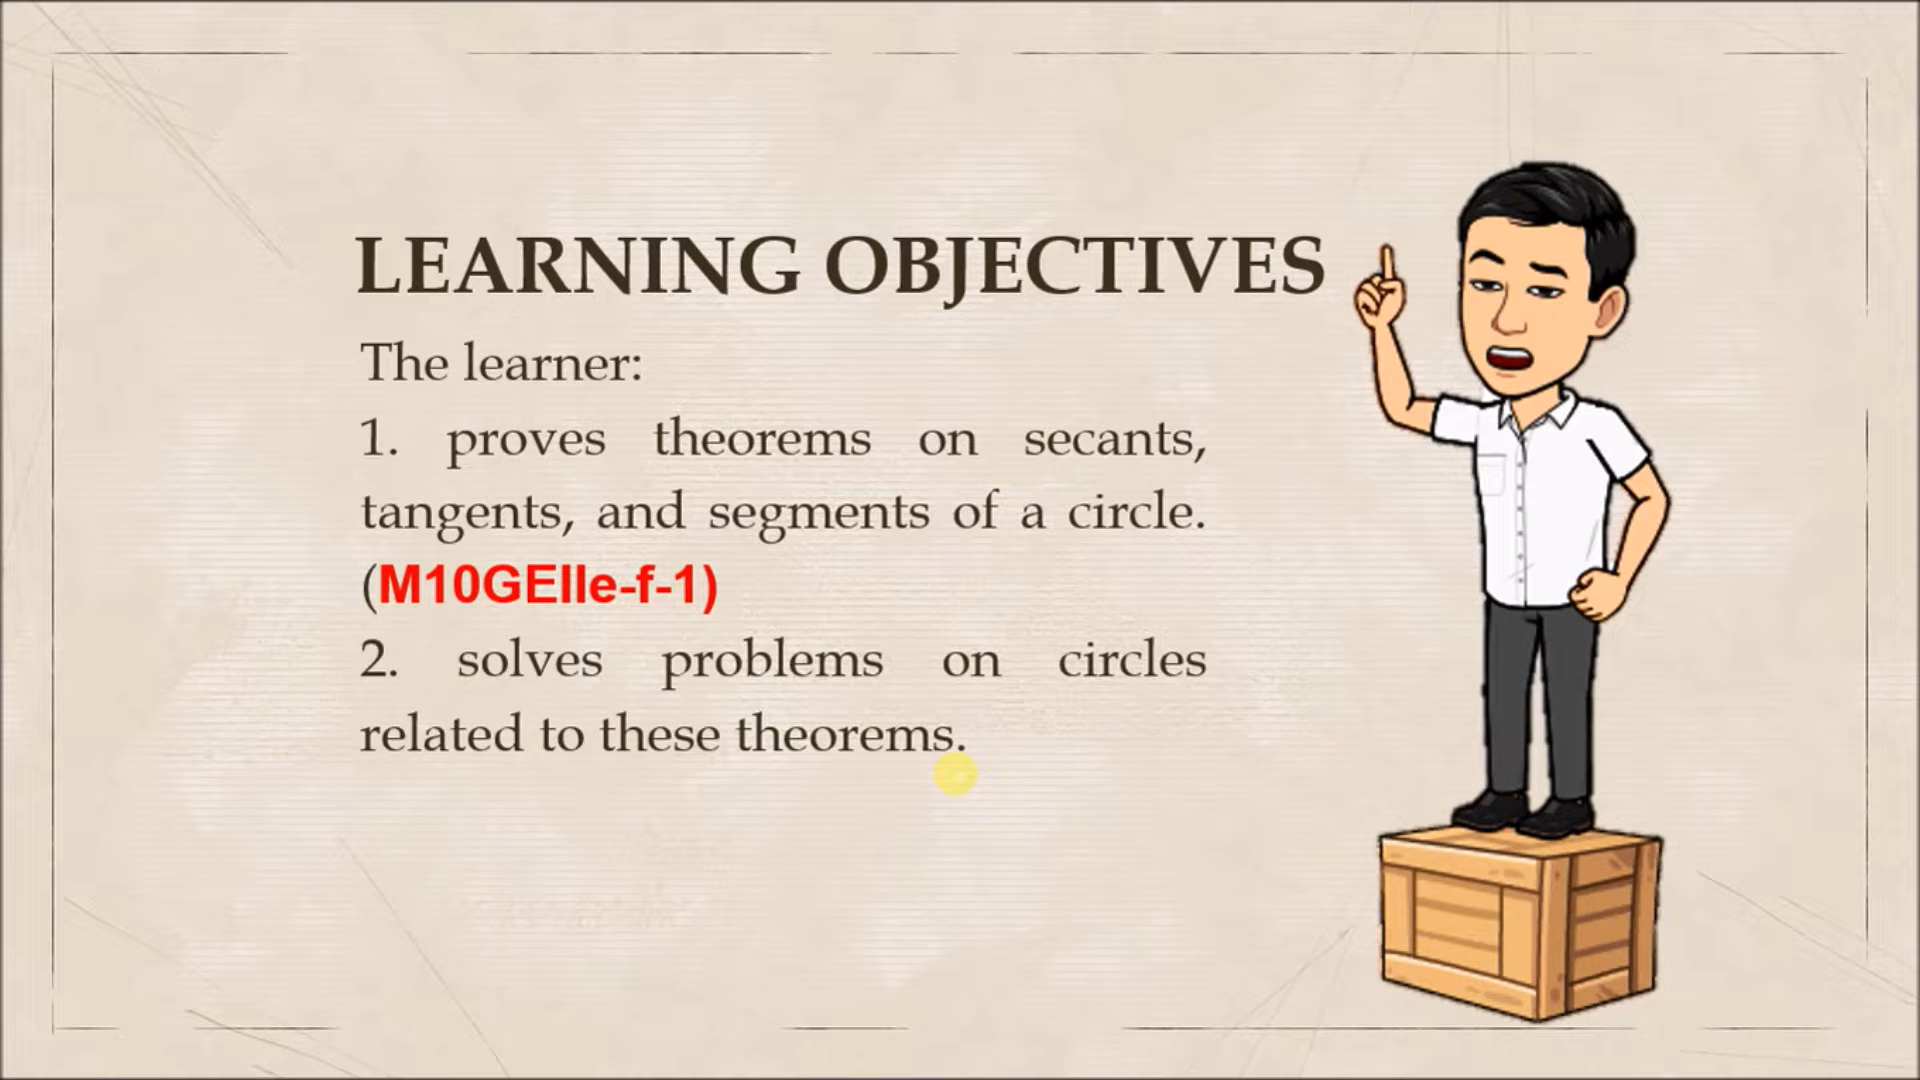 LEARNING OBJECTIVES
The learner:
1. proves theorems on secants,
tangents, and segments of a circle.
(M10GEIIe-f-1)
2. solves problems on circles
related to these theorems.